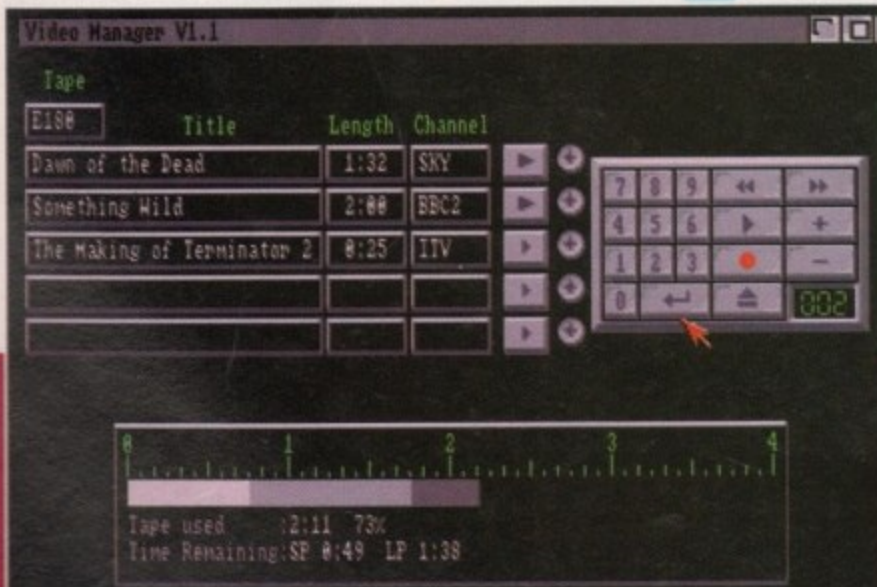 Video Manager V1.1
Tape
E180
Title Length Channel
Dawn of the Dead 1:32 SKY
Something Wild 2:00 BBC2
The Making of Terminator 2 0:25 ITV
7 8 9
4 5 6 +
1 2 3 -
0 002
0 1 2 3 4
Tape used :2:11 73%
Time Remaining:SP 0:49 LP 1:38